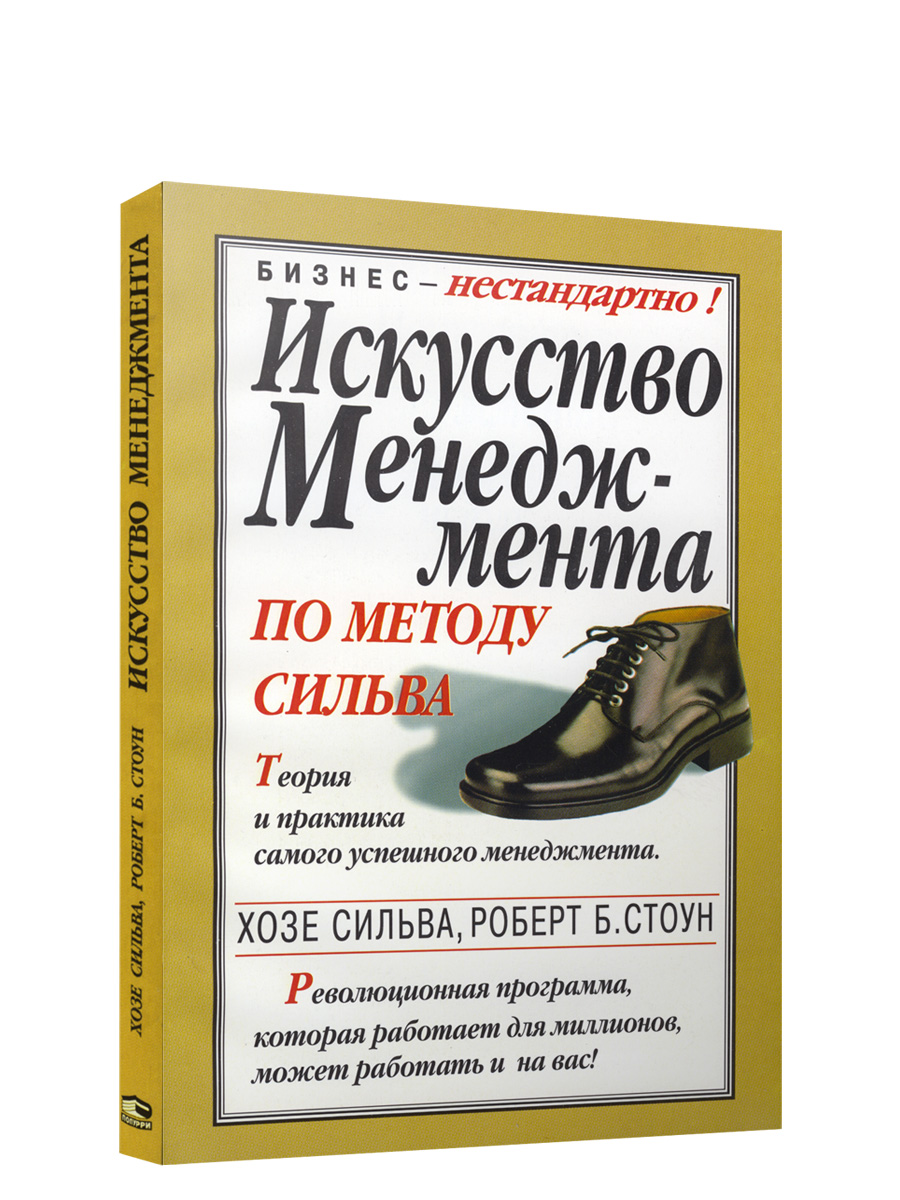 БИЗНЕС – нестандартно !
Искусство
Менедж-
мента
ПО МЕТОДУ
СИЛЬВА
Теория
и практика
самого успешного менеджмента.
ХОЗЕ СИЛЬВА, РОБЕРТ Б.СТОУН
Революционная программа,
которая работает для миллионов,
может работать и на вас!
ХОЗЕ СИЛЬВА, РОБЕРТ Б. СТОУН ИСКУССТВО МЕНЕДЖМЕНТА
ПОПУРРИ